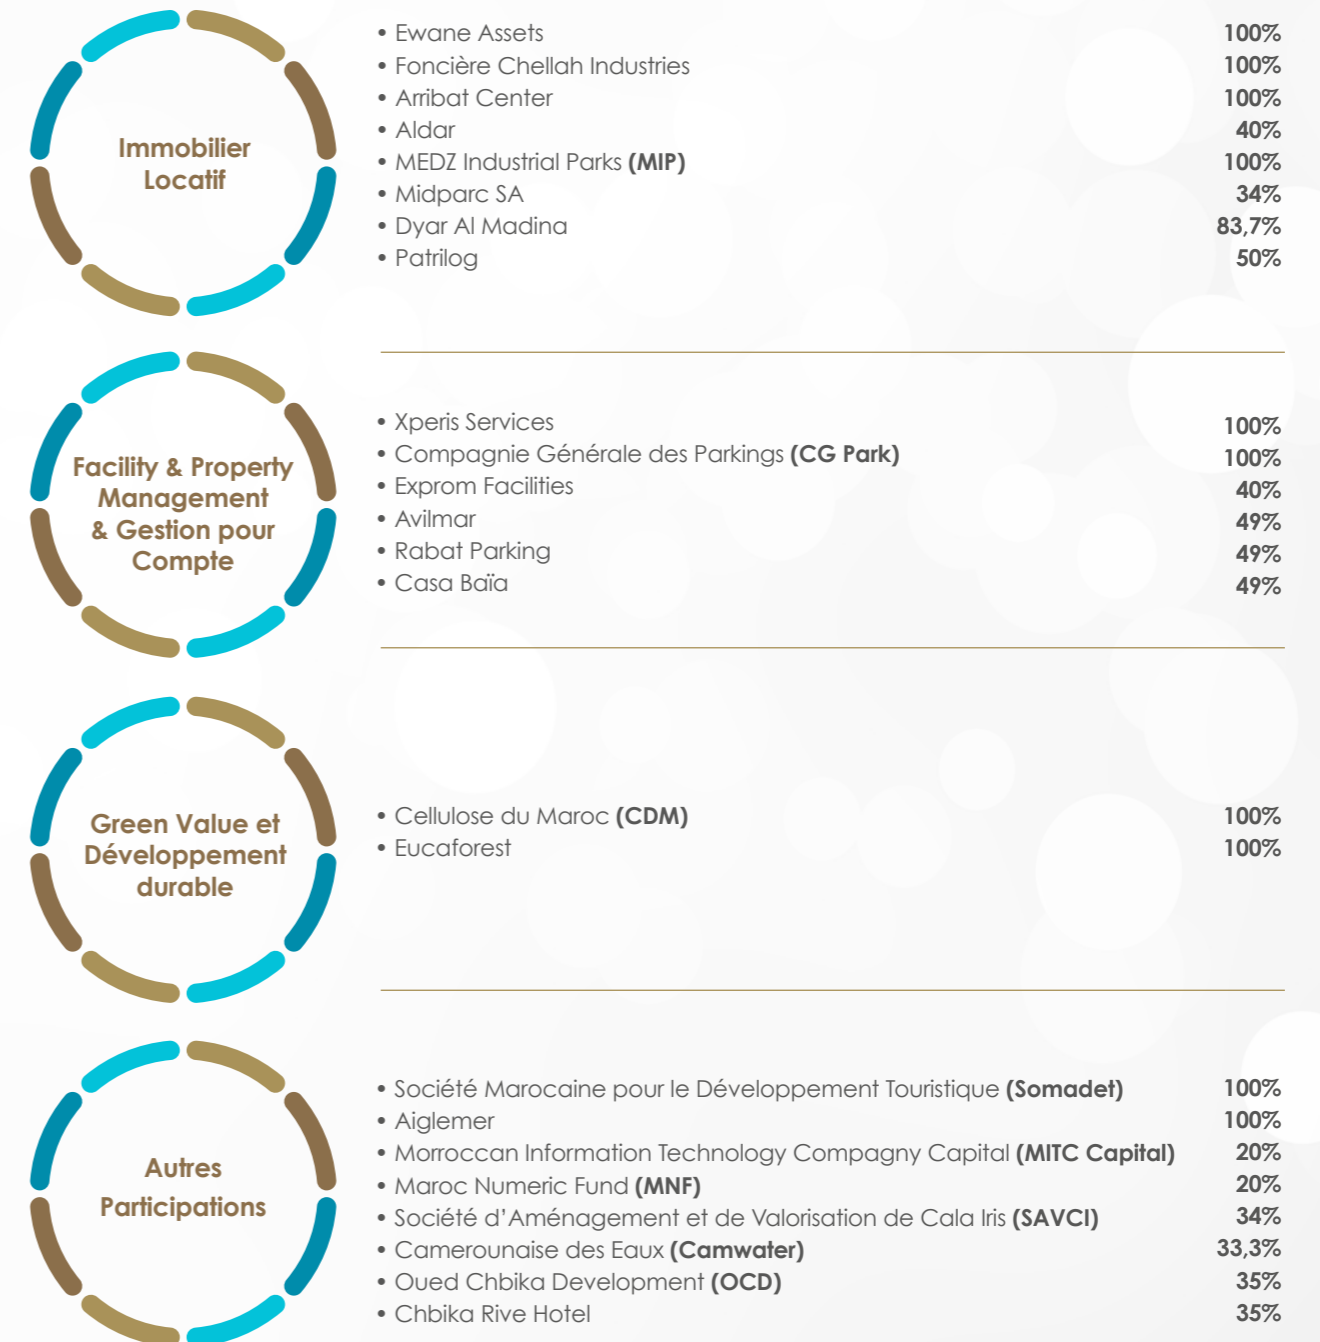 Immobilier
Locatif
• Ewane Assets 100%
• Foncière Chellah Industries 100%
• Arribat Center 100%
• Aldar 40%
• MEDZ Industrial Parks (MIP) 100%
• Midparc SA 34%
• Dyar Al Madina 83,7%
• Patrilog 50%
Facility & Property
Management
& Gestion pour
Compte
• Xperis Services 100%
• Compagnie Générale des Parkings (CG Park) 100%
• Exprom Facilities 40%
• Avilmar 49%
• Rabat Parking 49%
• Casa Baïa 49%
Green Value et
Développement
durable
• Cellulose du Maroc (CDM) 100%
• Eucaforest 100%
Autres
Participations
• Société Marocaine pour le Développement Touristique (Somadet) 100%
• Aiglemer 100%
• Morroccan Information Technology Compagny Capital (MITC Capital) 20%
• Maroc Numeric Fund (MNF) 20%
• Société d'Aménagement et de Valorisation de Cala Iris (SAVCI) 34%
• Camerounaise des Eaux (Camwater) 33,3%
• Oued Chbika Development (OCD) 35%
• Chbika Rive Hotel 35%